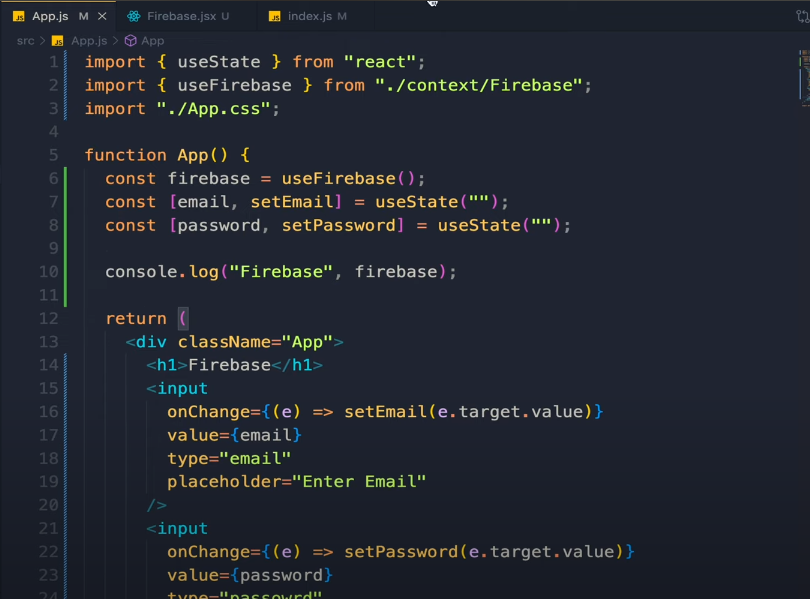 JS App.js M × Firebase.jsx U JS index.js M
src > JS App.js > App
1 import { useState } from "react";
2 import { useFirebase } from "./context/Firebase";
3 import "./App.css";
4
5 function App() {
6 const firebase = useFirebase();
7 const [email, setEmail] = useState("");
8 const [password, setPassword] = useState("");
9
10 console.log("Firebase", firebase);
11
12 return (
13 <div className="App">
14 <h1>Firebase</h1>
15 <input
16 onChange={(e) => setEmail(e.target.value)}
17 value={email}
18 type="email"
19 placeholder="Enter Email"
20 />
21 <input
22 onChange={(e) => setPassword(e.target.value)}
23 value={password}
24 type="passowrd"